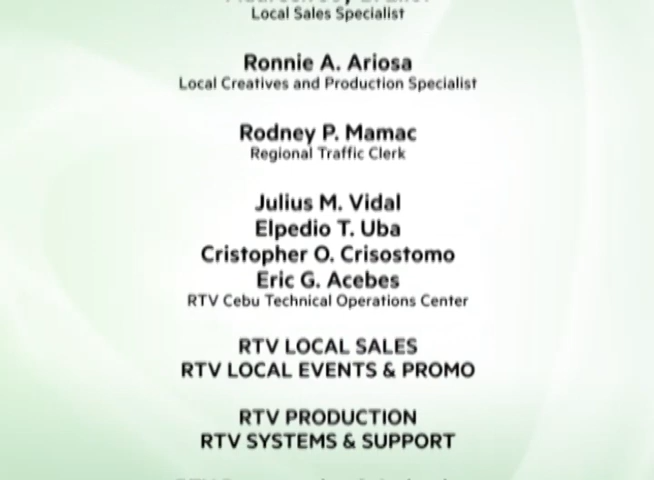 Local Sales Specialist
Ronnie A. Ariosa
Local Creatives and Production Specialist
Rodney P. Mamac
Regional Traffic Clerk
Julius M. Vidal
Elpedio T. Uba
Cristopher O. Crisostomo
Eric G. Acebes
RTV Cebu Technical Operations Center
RTV LOCAL SALES
RTV LOCAL EVENTS & PROMO
RTV PRODUCTION
RTV SYSTEMS & SUPPORT